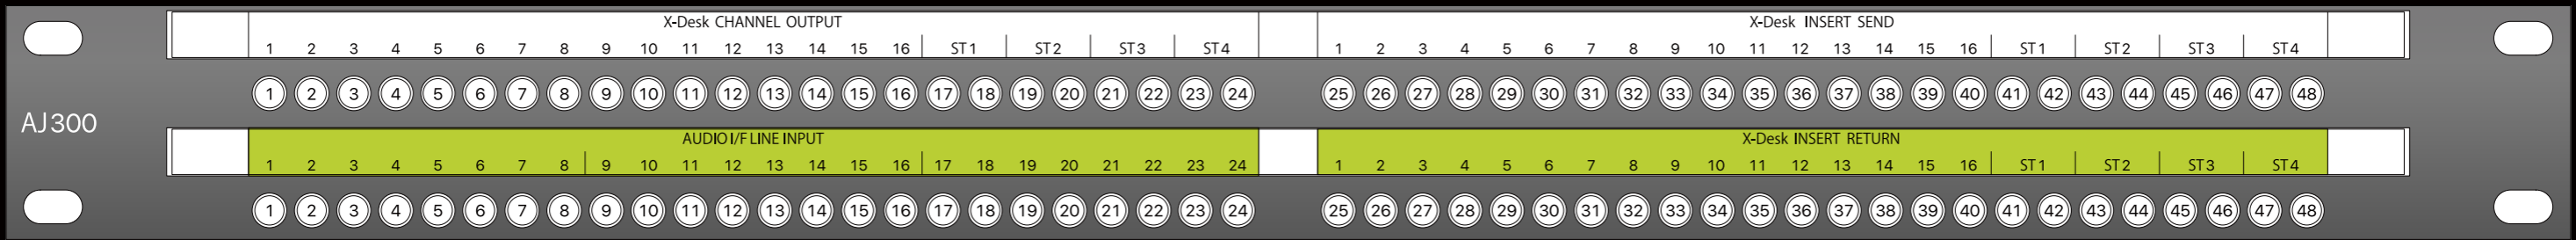 X-Desk CHANNEL OUTPUT
X-Desk INSERT SEND
1 2 3 4 5 6 7 8 9 10 11 12 13 14 15 16 ST1 ST2 ST3 ST4
1 2 3 4 5 6 7 8 9 10 11 12 13 14 15 16 ST1 ST2 ST3 ST4
1 2 3 4 5 6 7 8 9 10 11 12 13 14 15 16 17 18 19 20 21 22 23 24
25 26 27 28 29 30 31 32 33 34 35 36 37 38 39 40 41 42 43 44 45 46 47 48
AJ300
AUDIO I/F LINE INPUT
X-Desk INSERT RETURN
1 2 3 4 5 6 7 8 9 10 11 12 13 14 15 16 17 18 19 20 21 22 23 24
1 2 3 4 5 6 7 8 9 10 11 12 13 14 15 16 ST1 ST2 ST3 ST4
1 2 3 4 5 6 7 8 9 10 11 12 13 14 15 16 17 18 19 20 21 22 23 24
25 26 27 28 29 30 31 32 33 34 35 36 37 38 39 40 41 42 43 44 45 46 47 48